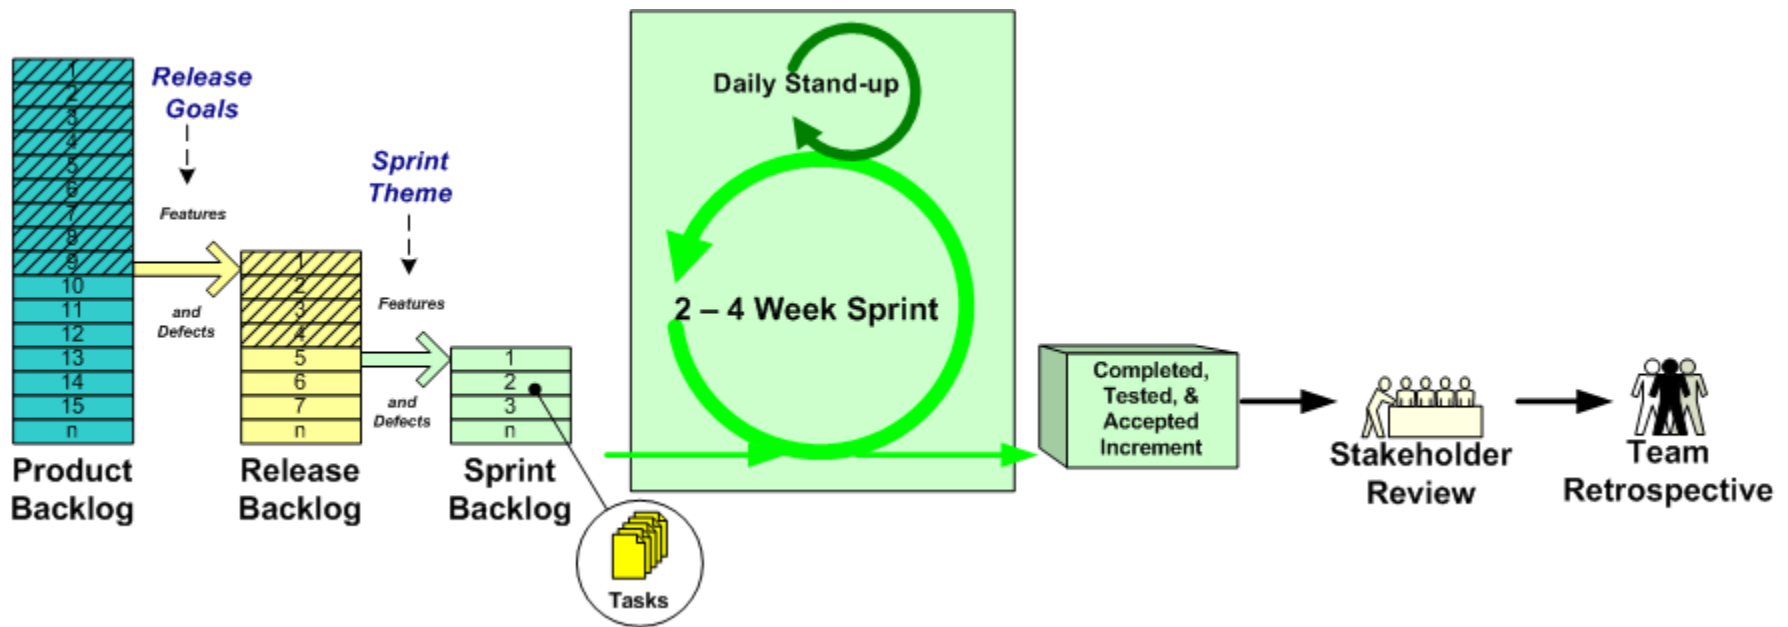 1
2
3
4
5
6
7
8
9
10
11
12
13
14
15
n
Product
Backlog
Release
Goals
Features
and
Defects
1
2
3
4
5
6
7
n
Release
Backlog
Sprint
Theme
Features
and
Defects
1
2
3
n
Sprint
Backlog
Tasks
Daily Stand-up
2 – 4 Week Sprint
Completed,
Tested, &
Accepted
Increment
Stakeholder
Review
Team
Retrospective